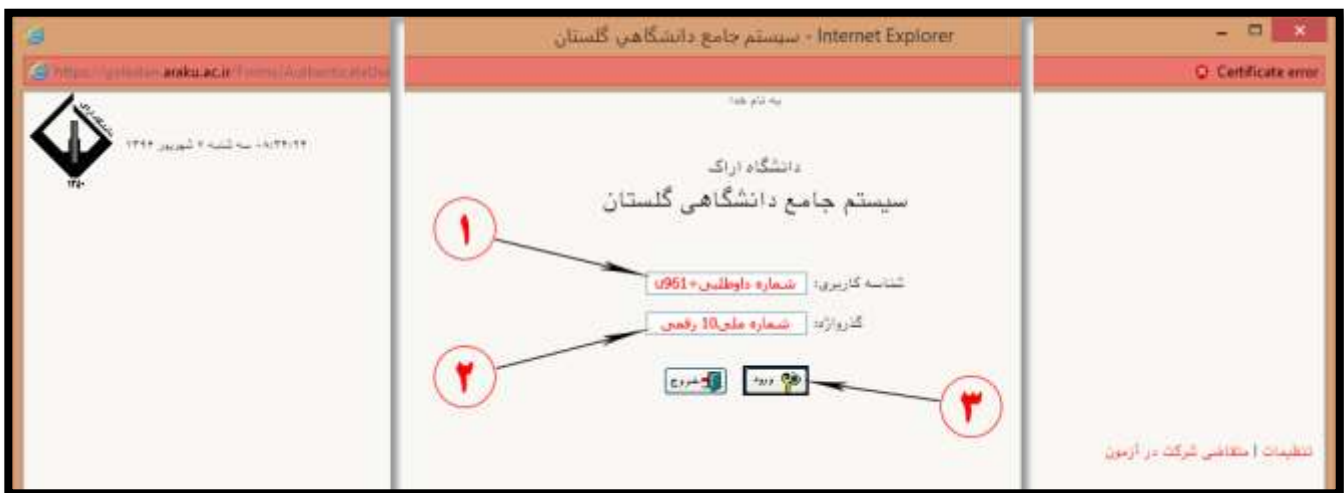 سیستم جامع دانشگاهی گلستان - Internet Explorer
araku.ac.ir
Certificate error
به نام خدا
۱۳۵۰
دانشگاه اراک
سیستم جامع دانشگاهی گلستان
۱
شناسه کاربری: شماره داوطلبی+u961
گذرواژه: شماره ملی10 رقمی
۲
ورود
خروج
۳
تنظیمات | متقاضی شرکت در آزمون